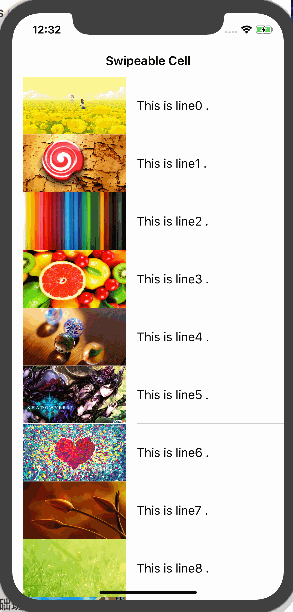 12:32
Swipeable Cell
This is line0 .
This is line1 .
This is line2 .
This is line3 .
This is line4 .
This is line5 .
This is line6 .
This is line7 .
This is line8 .